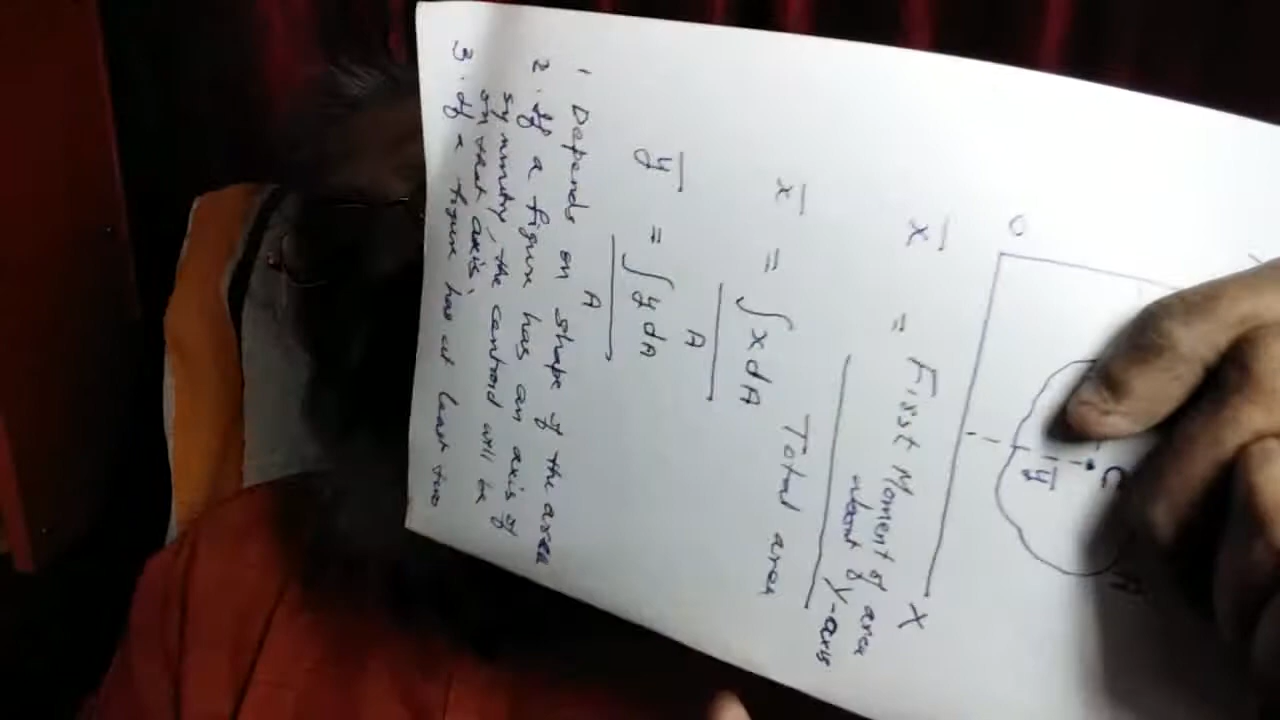 O
X
C
A
ȳ
x̄ = First Moment of area
about y-axis
Total area
x̄ = ∫ x dA
A
ȳ = ∫ y dA
A
1 Depends on shape of the area
2. If a figure has an axis of
symmetry, the centroid will be
on that axis.
3. If a figure has at least two